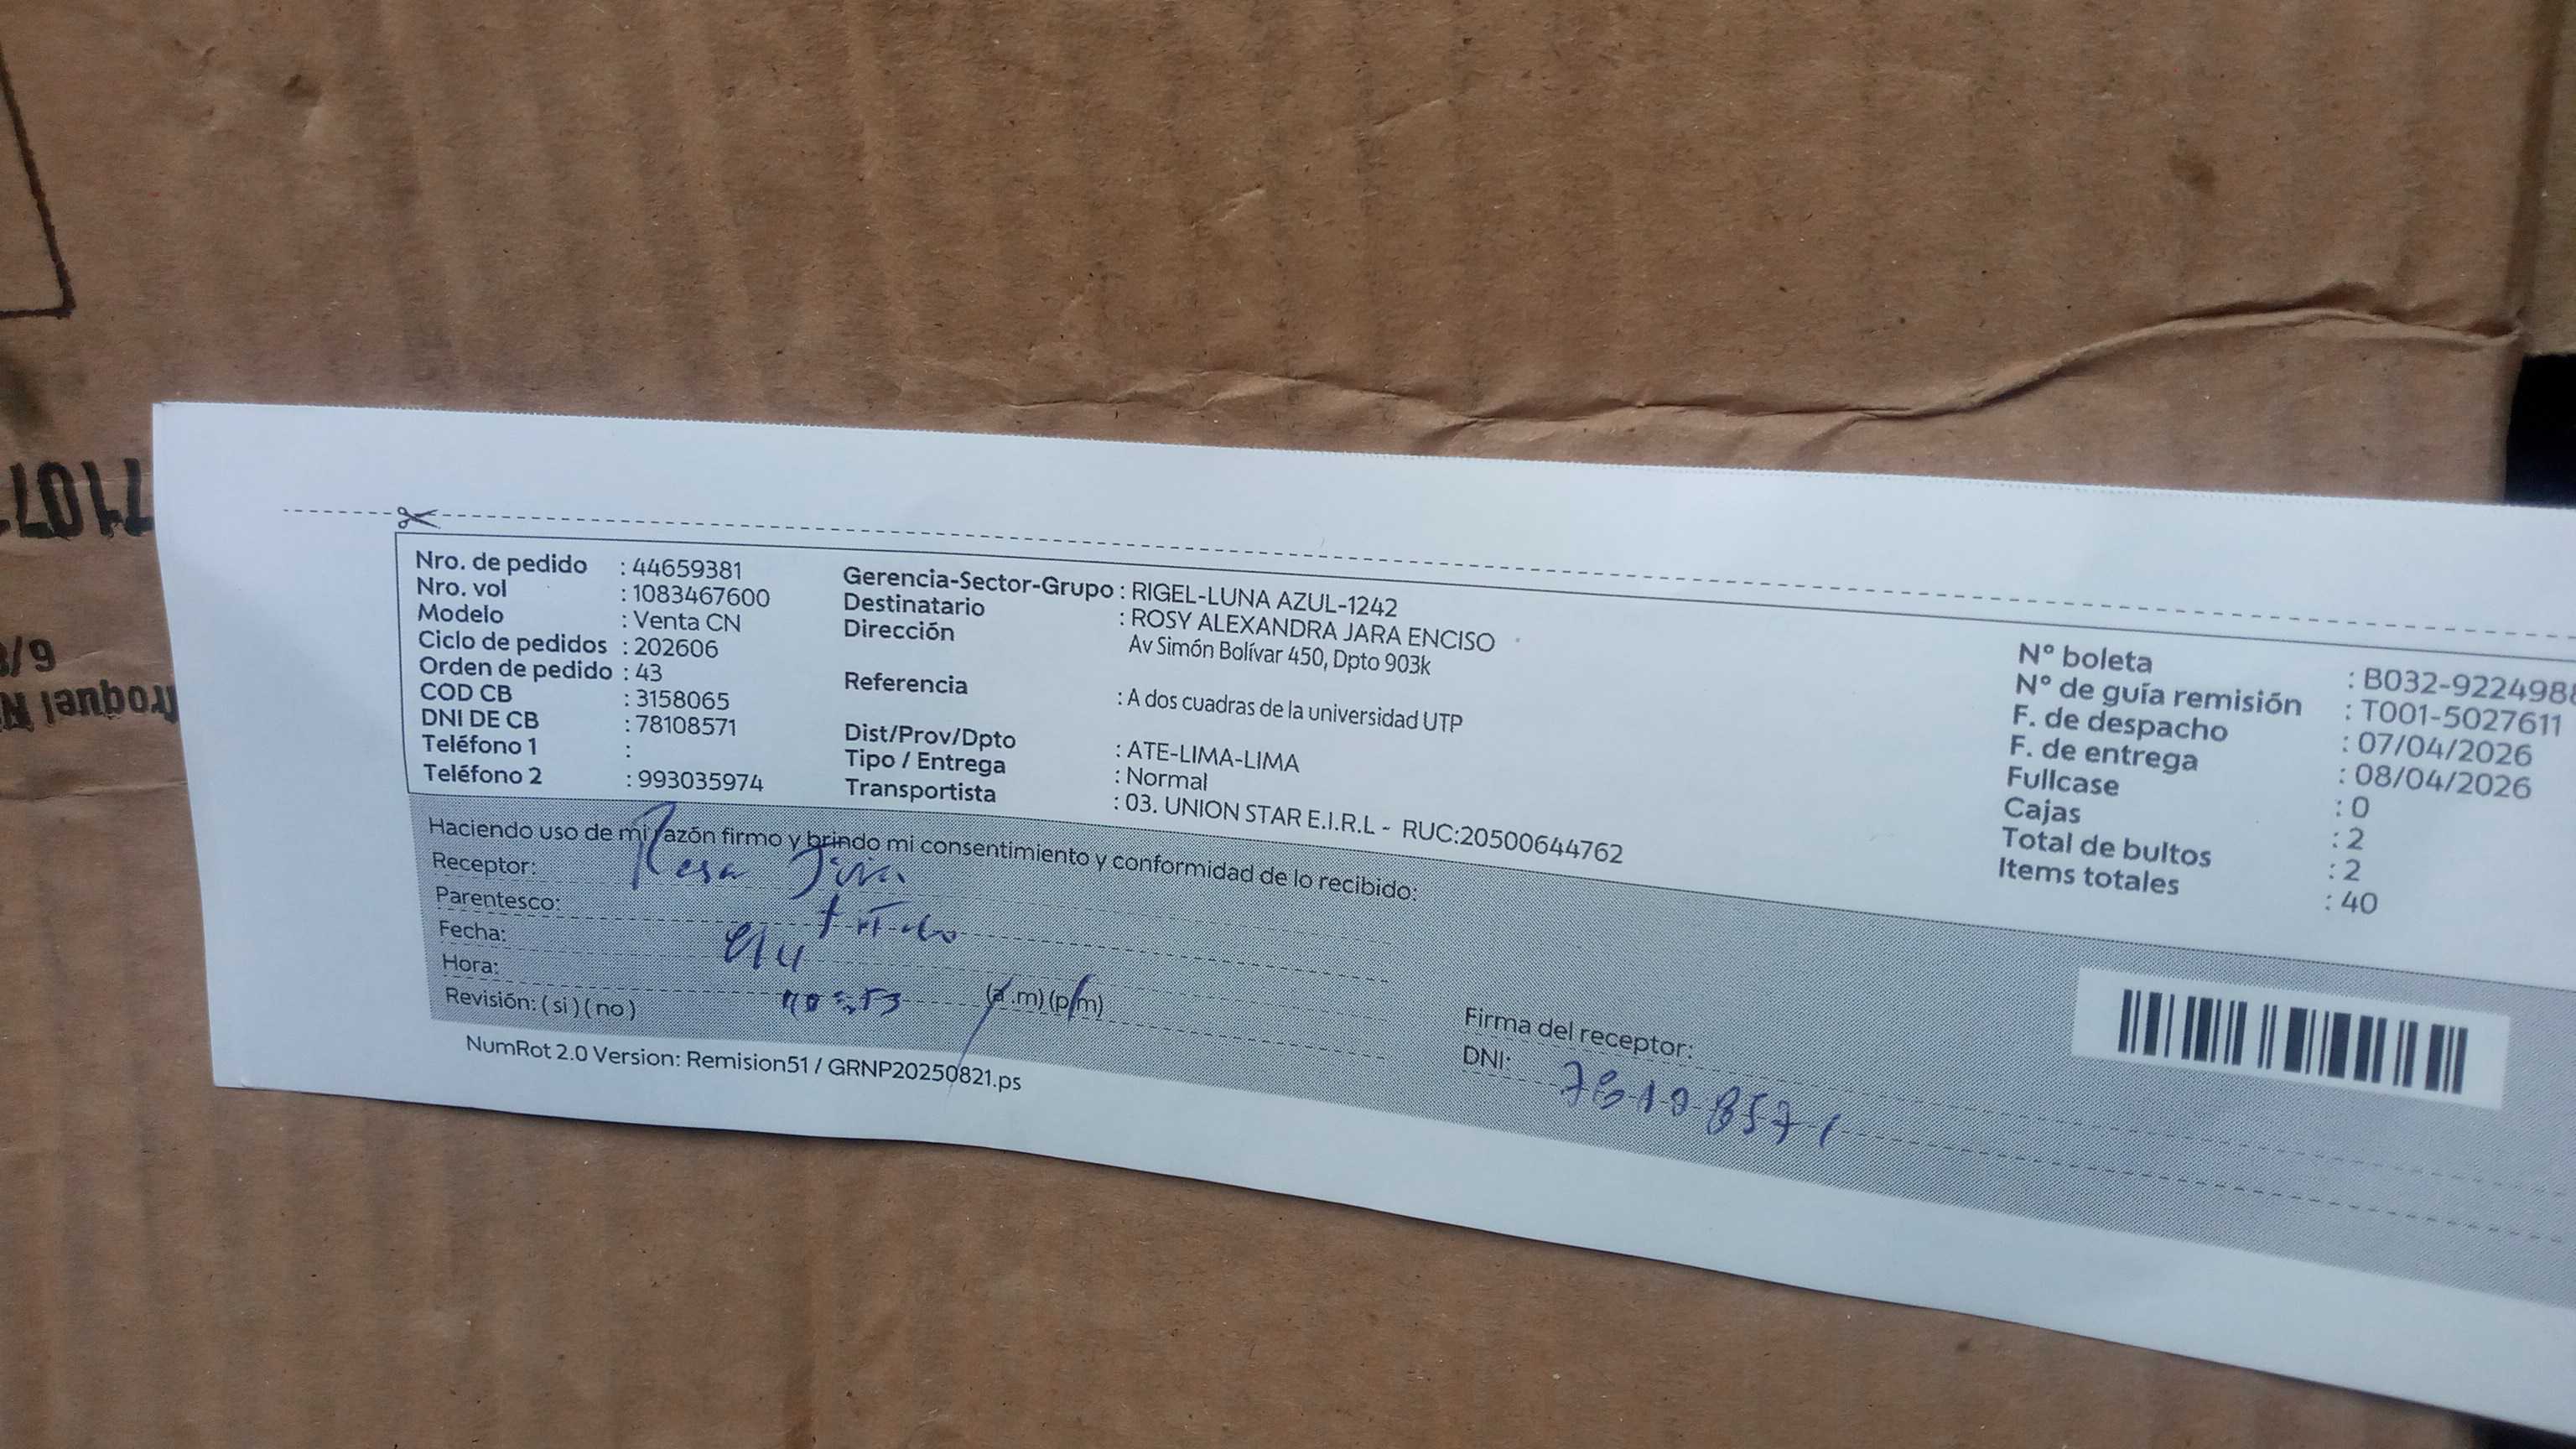 Nro. de pedido : 44659381
Nro. vol : 1083467600
Modelo : Venta CN
Ciclo de pedidos : 202606
Orden de pedido : 43
COD CB : 3158065
DNI DE CB : 78108571
Teléfono 1 :
Teléfono 2 : 993035974
Gerencia-Sector-Grupo : RIGEL-LUNA AZUL-1242
Destinatario : ROSY ALEXANDRA JARA ENCISO
Dirección
Av Simón Bolívar 450, Dpto 903k
Referencia : A dos cuadras de la universidad UTP
Dist/Prov/Dpto : ATE-LIMA-LIMA
Tipo / Entrega : Normal
Transportista : 03. UNION STAR E.I.R.L - RUC:20500644762
N° boleta : B032-922498
N° de guía remisión : T001-5027611
F. de despacho : 07/04/2026
F. de entrega : 08/04/2026
Fullcase : 0
Cajas : 2
Total de bultos : 2
Items totales : 40
Haciendo uso de mi razón firmo y brindo mi consentimiento y conformidad de lo recibido:
Receptor:
Parentesco:
Fecha: 8/4
Hora: (a.m) (p.m)
Revisión: ( si ) ( no )
Firma del receptor:
DNI: 78108571
NumRot 2.0 Version: Remision51 / GRNP20250821.ps